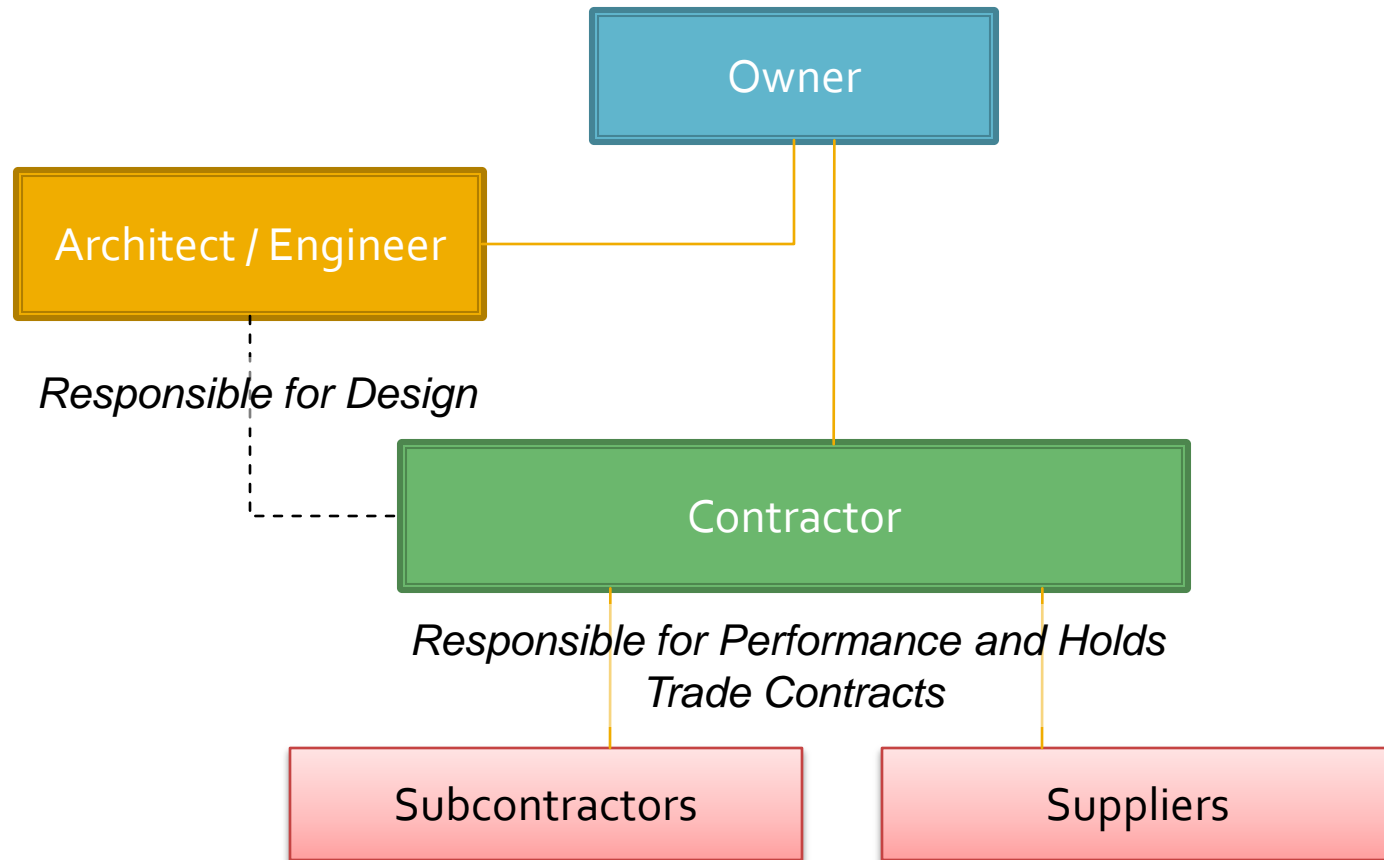 Owner
Architect / Engineer
Responsible for Design
Contractor
Responsible for Performance and Holds
Trade Contracts
Subcontractors
Suppliers